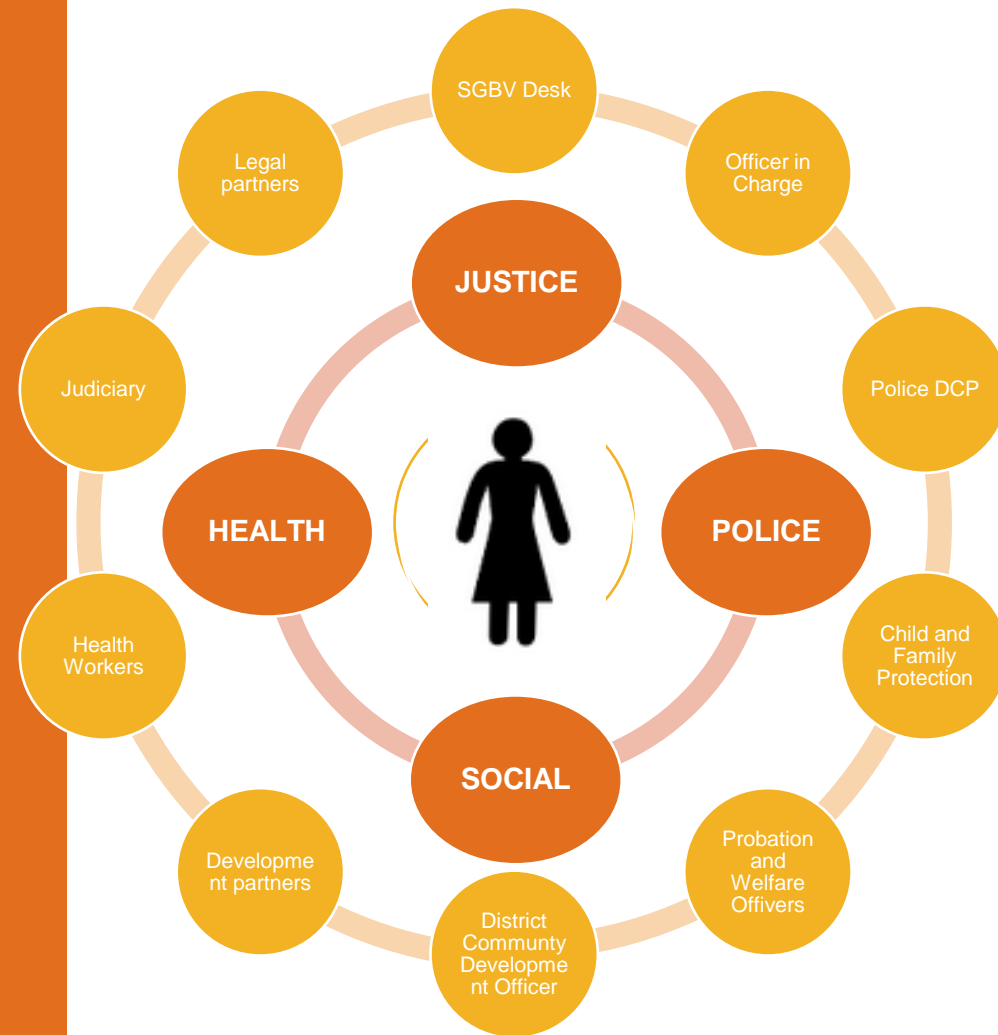 SGBV Desk
Legal
partners
Officer in
Charge
JUSTICE
Judiciary
Police DCP
HEALTH
POLICE
Health
Workers
Child and
Family
Protection
SOCIAL
Developme
nt partners
Probation
and
Welfare
Offivers
District
Communty
Developme
nt Officer